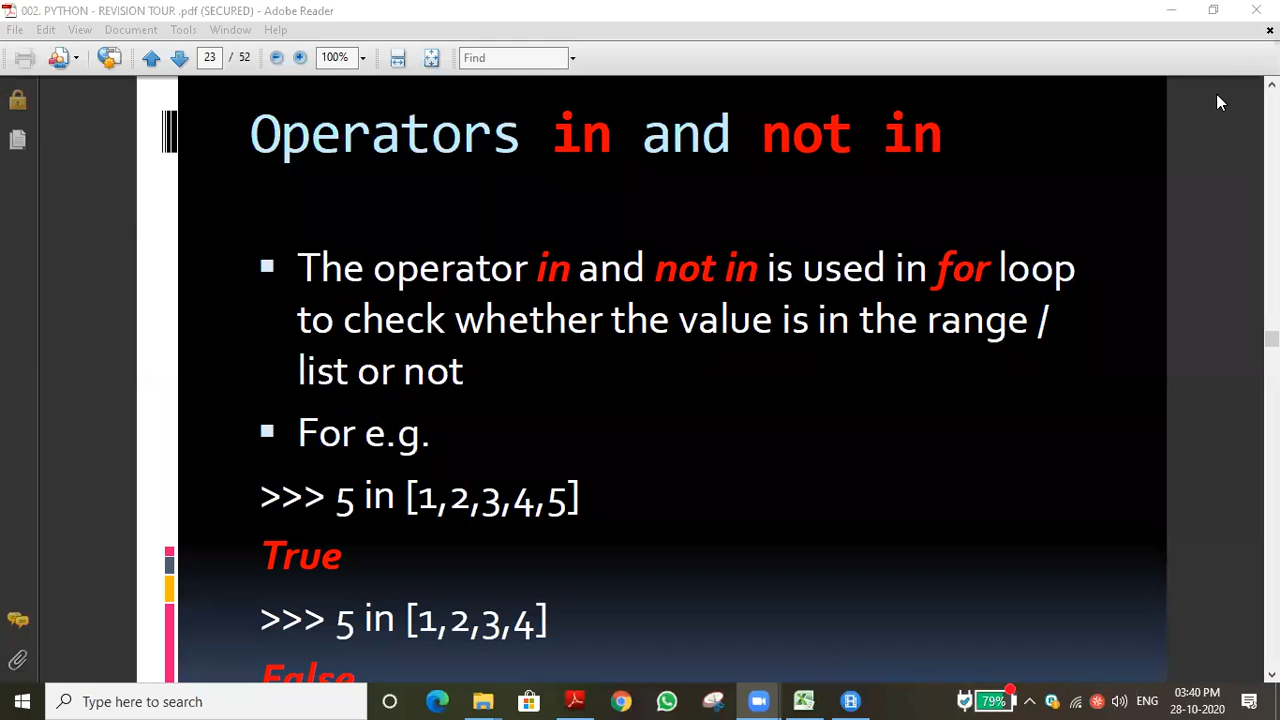 002. PYTHON - REVISION TOUR .pdf (SECURED) - Adobe Reader
File Edit View Document Tools Window Help
23 / 52 100% Find
Operators in and not in
The operator in and not in is used in for loop
to check whether the value is in the range /
list or not
For e.g.
>>> 5 in [1,2,3,4,5]
True
>>> 5 in [1,2,3,4]
False
Type here to search
79%
ENG
03:40 PM
28-10-2020